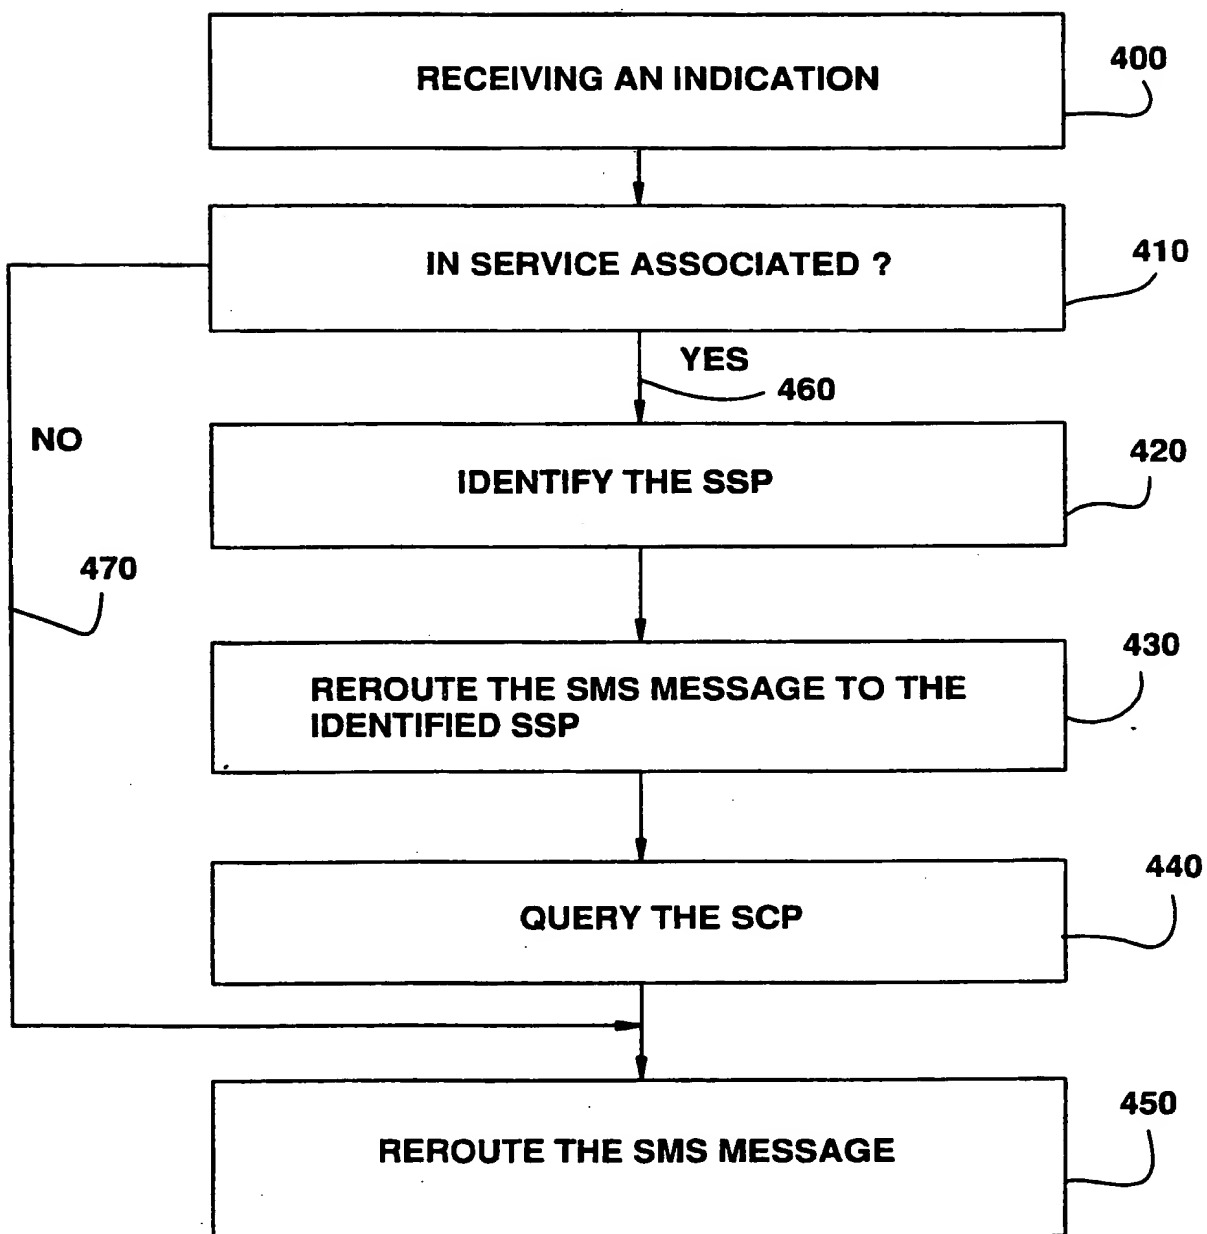 RECEIVING AN INDICATION
400
IN SERVICE ASSOCIATED ?
410
YES
460
NO
IDENTIFY THE SSP
420
470
REROUTE THE SMS MESSAGE TO THE
IDENTIFIED SSP
430
QUERY THE SCP
440
REROUTE THE SMS MESSAGE
450